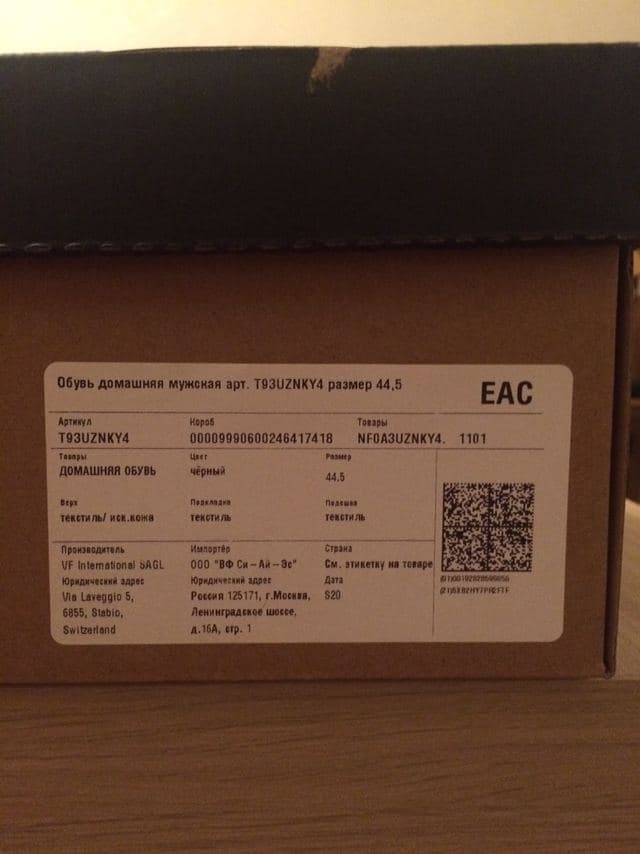 Обувь домашняя мужская арт. T93UZNKY4 размер 44,5
EAC
Артикул Короб Товары
T93UZNKY4 00009990600246417418 NF0A3UZNKY4. 1101
Товары Цвет Размер
ДОМАШНЯЯ ОБУВЬ чёрный 44.5
Верх Подкладка Подошва
текстиль/ иск.кожа текстиль текстиль
Производитель Импортёр Страна
VF International SAGL ООО "ВФ Си-Ай-Эс" См. этикетку на товаре
Юридический адрес Юридический адрес Дата
Via Laveggio 5, Россия 125171, г.Москва, S20
6855, Stabio, Ленинградское шоссе,
Switzerland д.16А, стр. 1